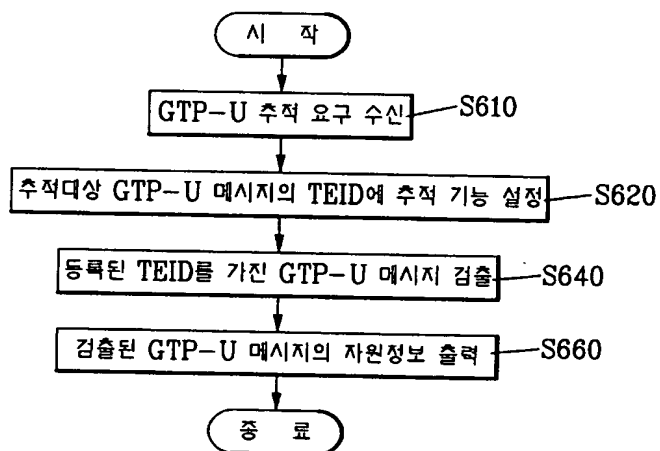 시 작
GTP-U 추적 요구 수신
S610
추적대상 GTP-U 메시지의 TEID에 추적 기능 설정
S620
등록된 TEID를 가진 GTP-U 메시지 검출
S640
검출된 GTP-U 메시지의 자원정보 출력
S660
종 료